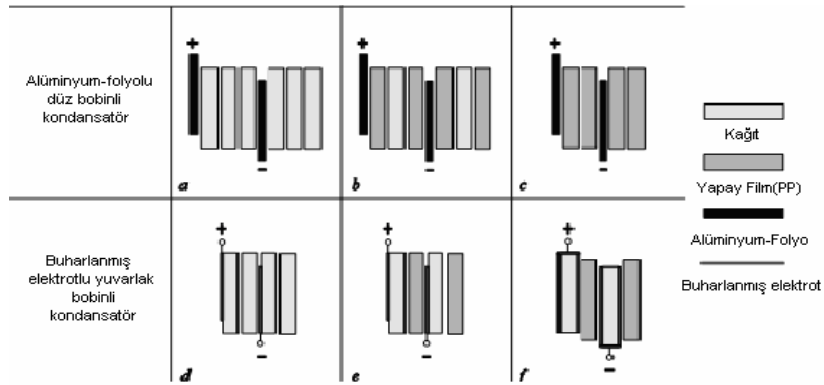 Alüminyum-folyolu
düz bobinli
kondansatör
+
-
a
+
-
b
+
-
c
Buharlanmış
elektrotlu yuvarlak
bobinli
kondansatör
+
-
d
+
-
e
+
-
f
Kağıt
Yapay Film(PP)
Alüminyum-Folyo
Buharlanmış elektrot